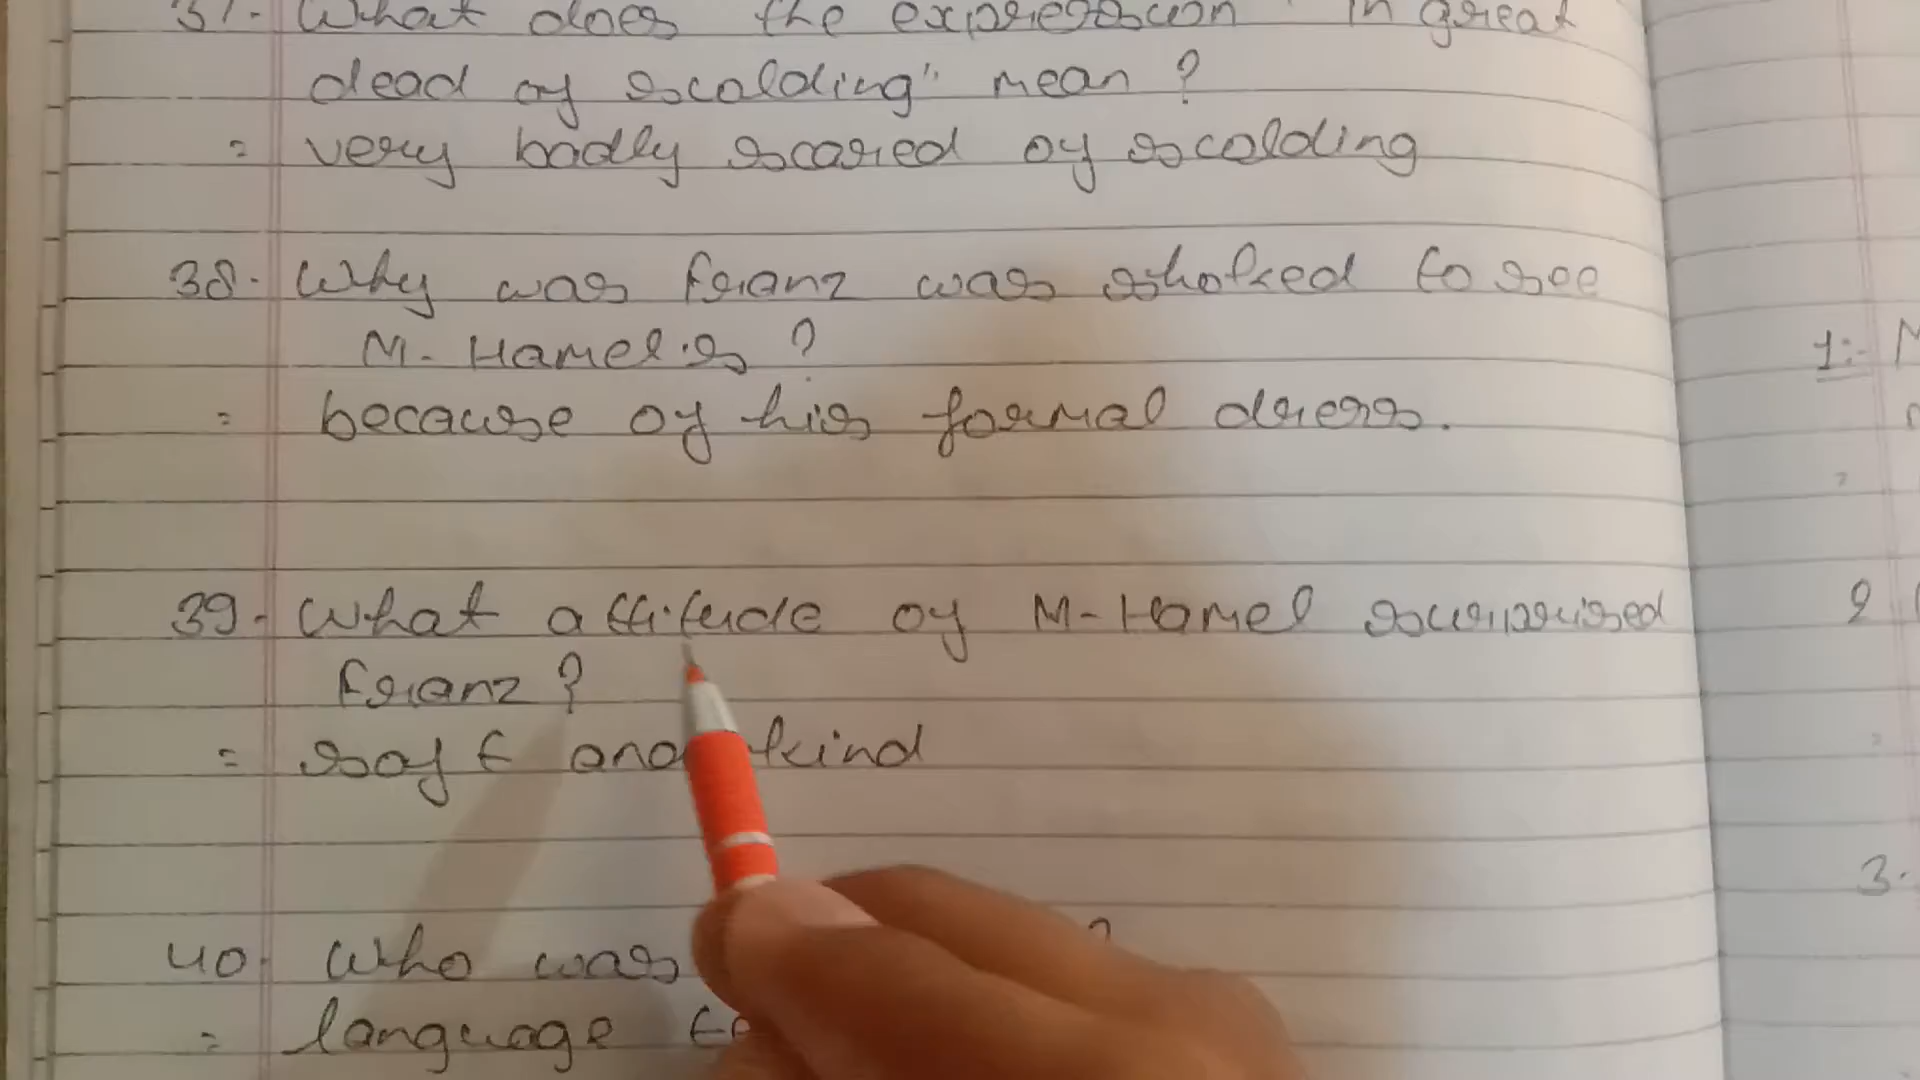 37. What does the expression " in great
dead of scolding" mean ?
= very badly scared of scolding
38. Why was Franz was shoked to see
M. Hamel's ?
= because of his formal dress.
39. What attitude of M-Hamel surprised
Franz ?
= soft and kind
40. Who was ?
= language
1:-
2
3.